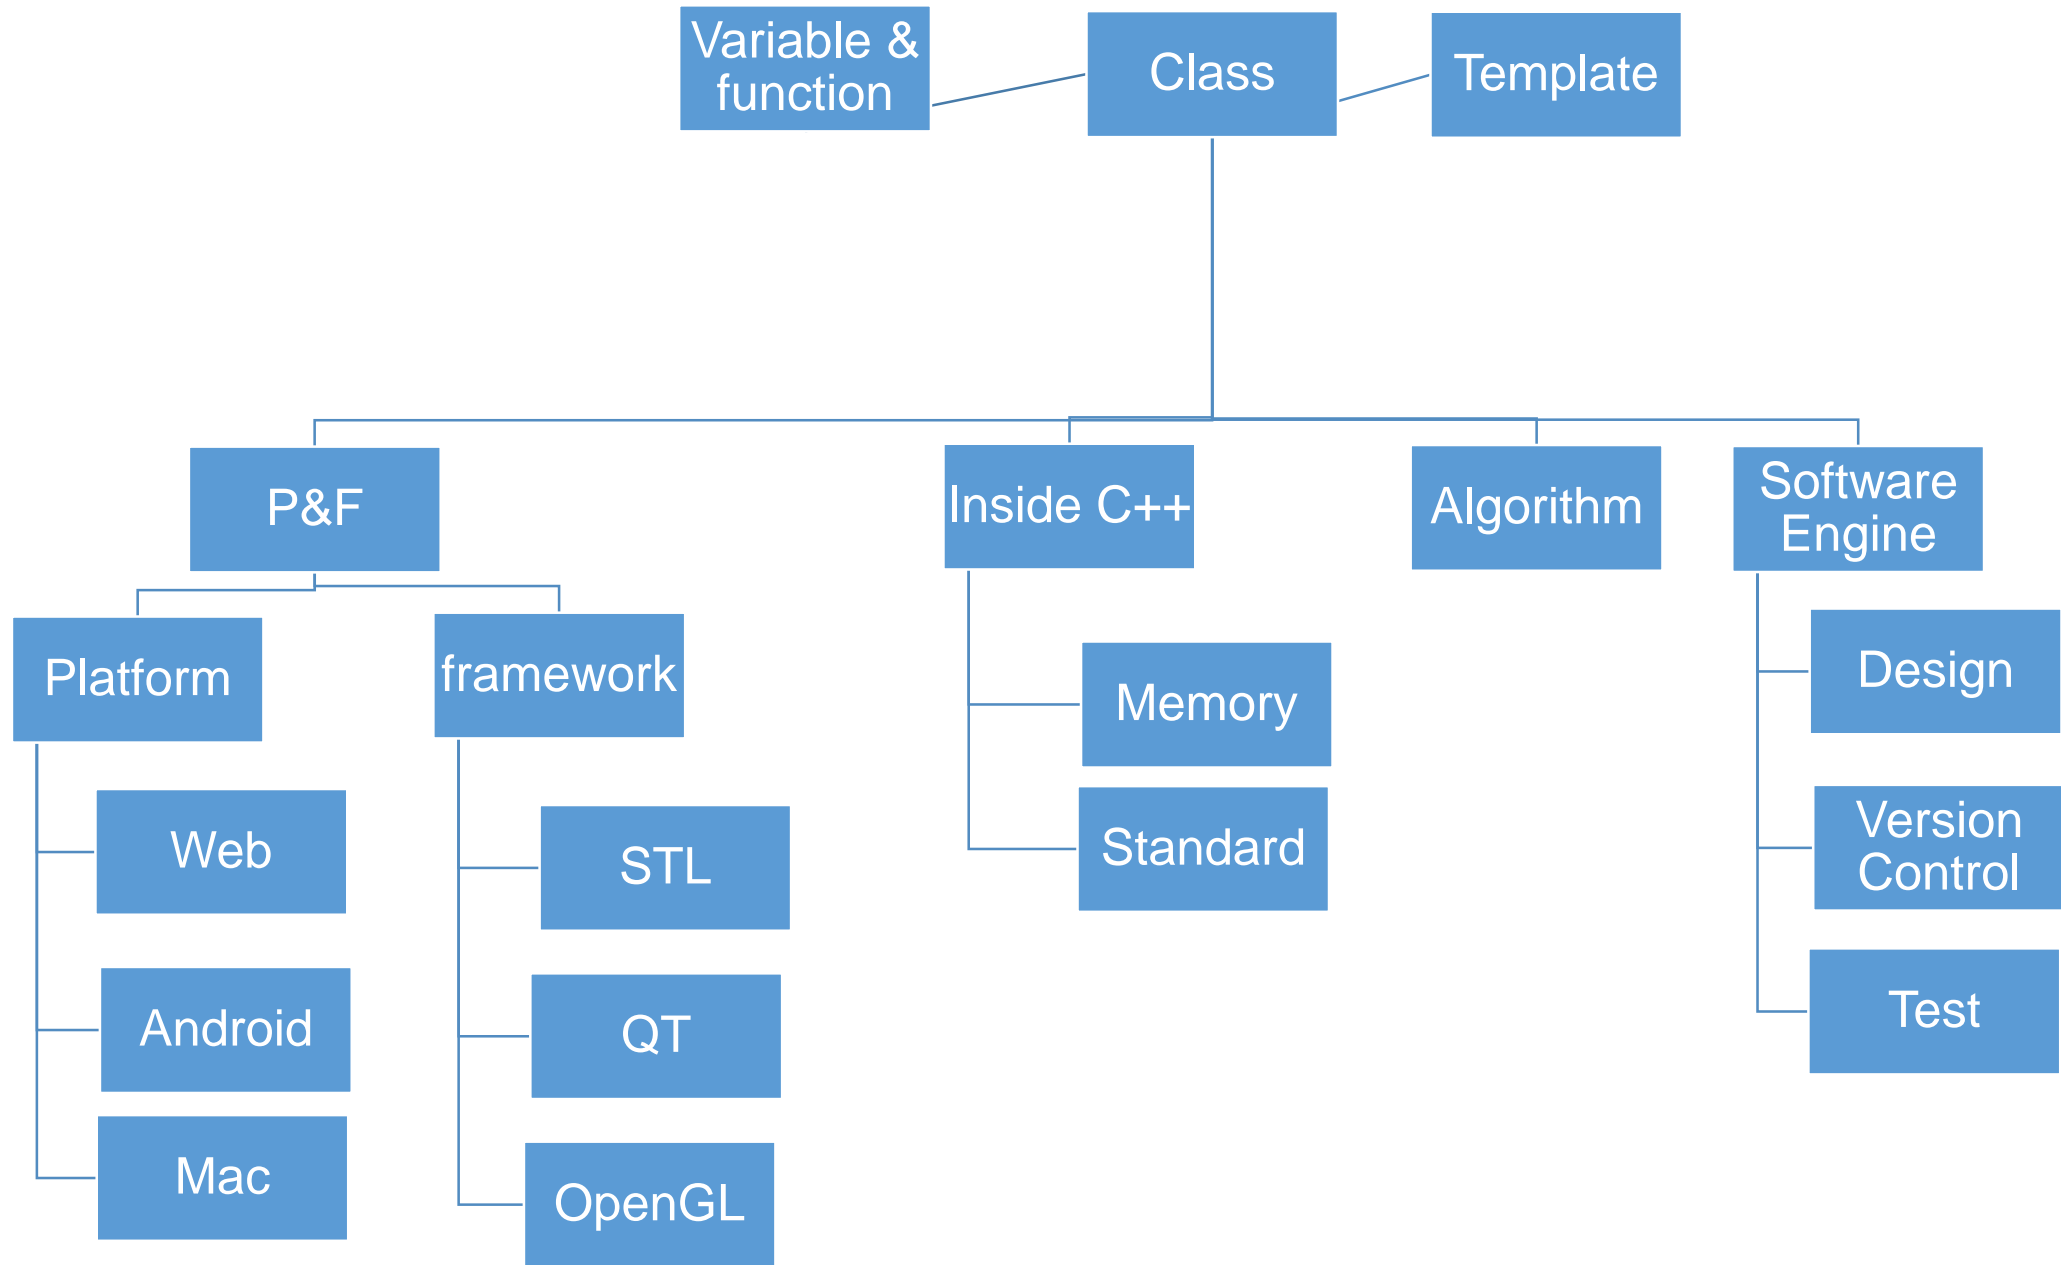 Variable &
function
Class
Template
P&F
Inside C++
Algorithm
Software
Engine
Platform
framework
Memory
Standard
Design
Version
Control
Test
Web
Android
Mac
STL
QT
OpenGL